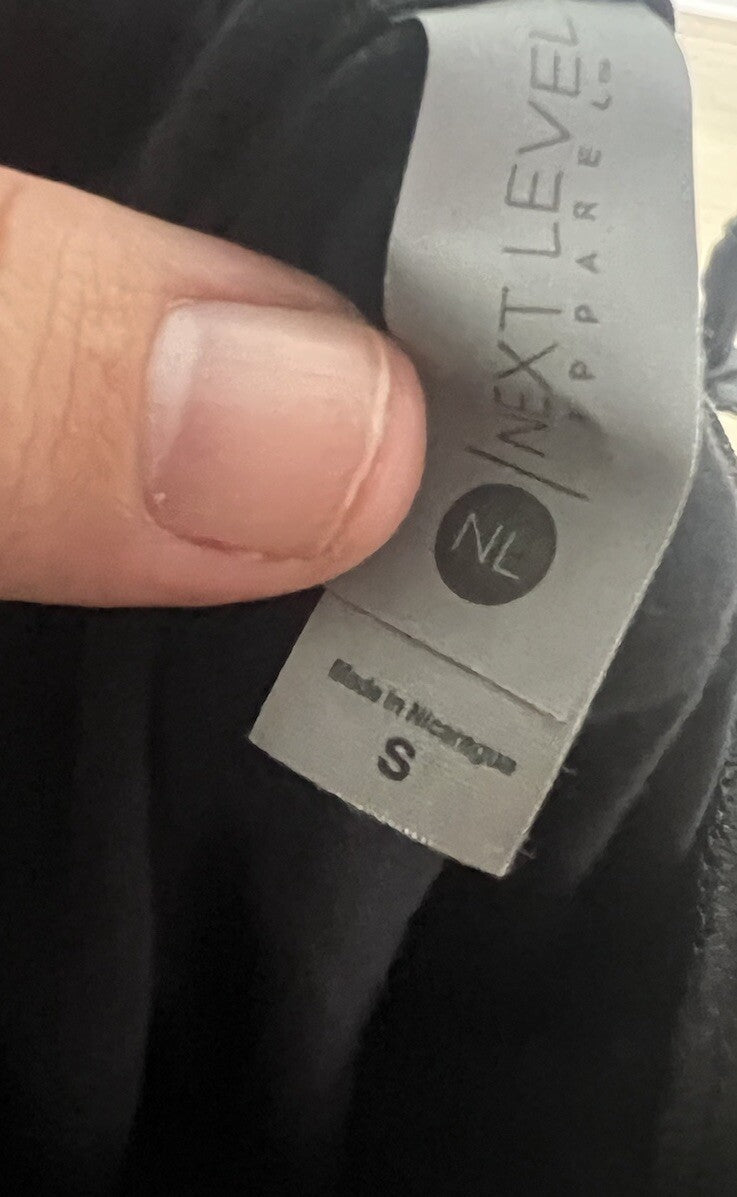 NEXT LEVEL
APPAREL
NL
Made in Nicaragua
S